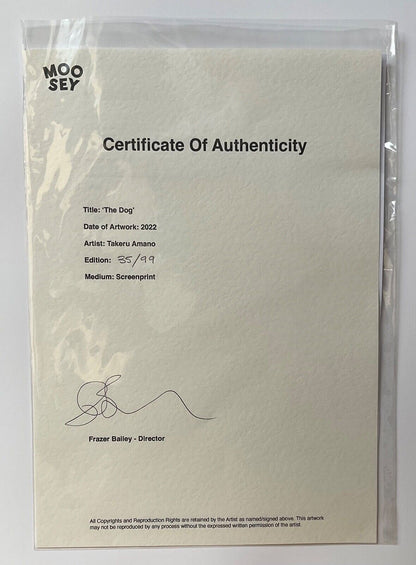 MOO
SEY
Certificate Of Authenticity
Title: 'The Dog'
Date of Artwork: 2022
Artist: Takeru Amano
Edition: 35/99
Medium: Screenprint
Frazer Bailey - Director
All Copyrights and Reproduction Rights are retained by the Artist as named/signed above. This artwork
may not be reproduced by any process without the expressed written permission of the artist